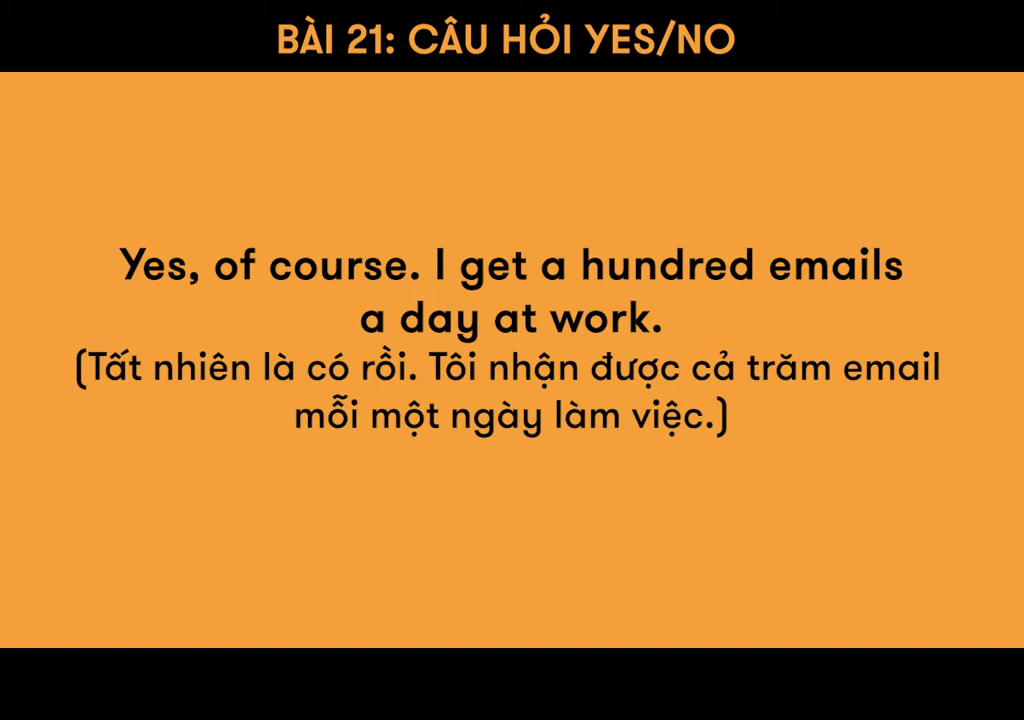 BÀI 21: CÂU HỎI YES/NO
Yes, of course. I get a hundred emails
a day at work.
(Tất nhiên là có rồi. Tôi nhận được cả trăm email
mỗi một ngày làm việc.)